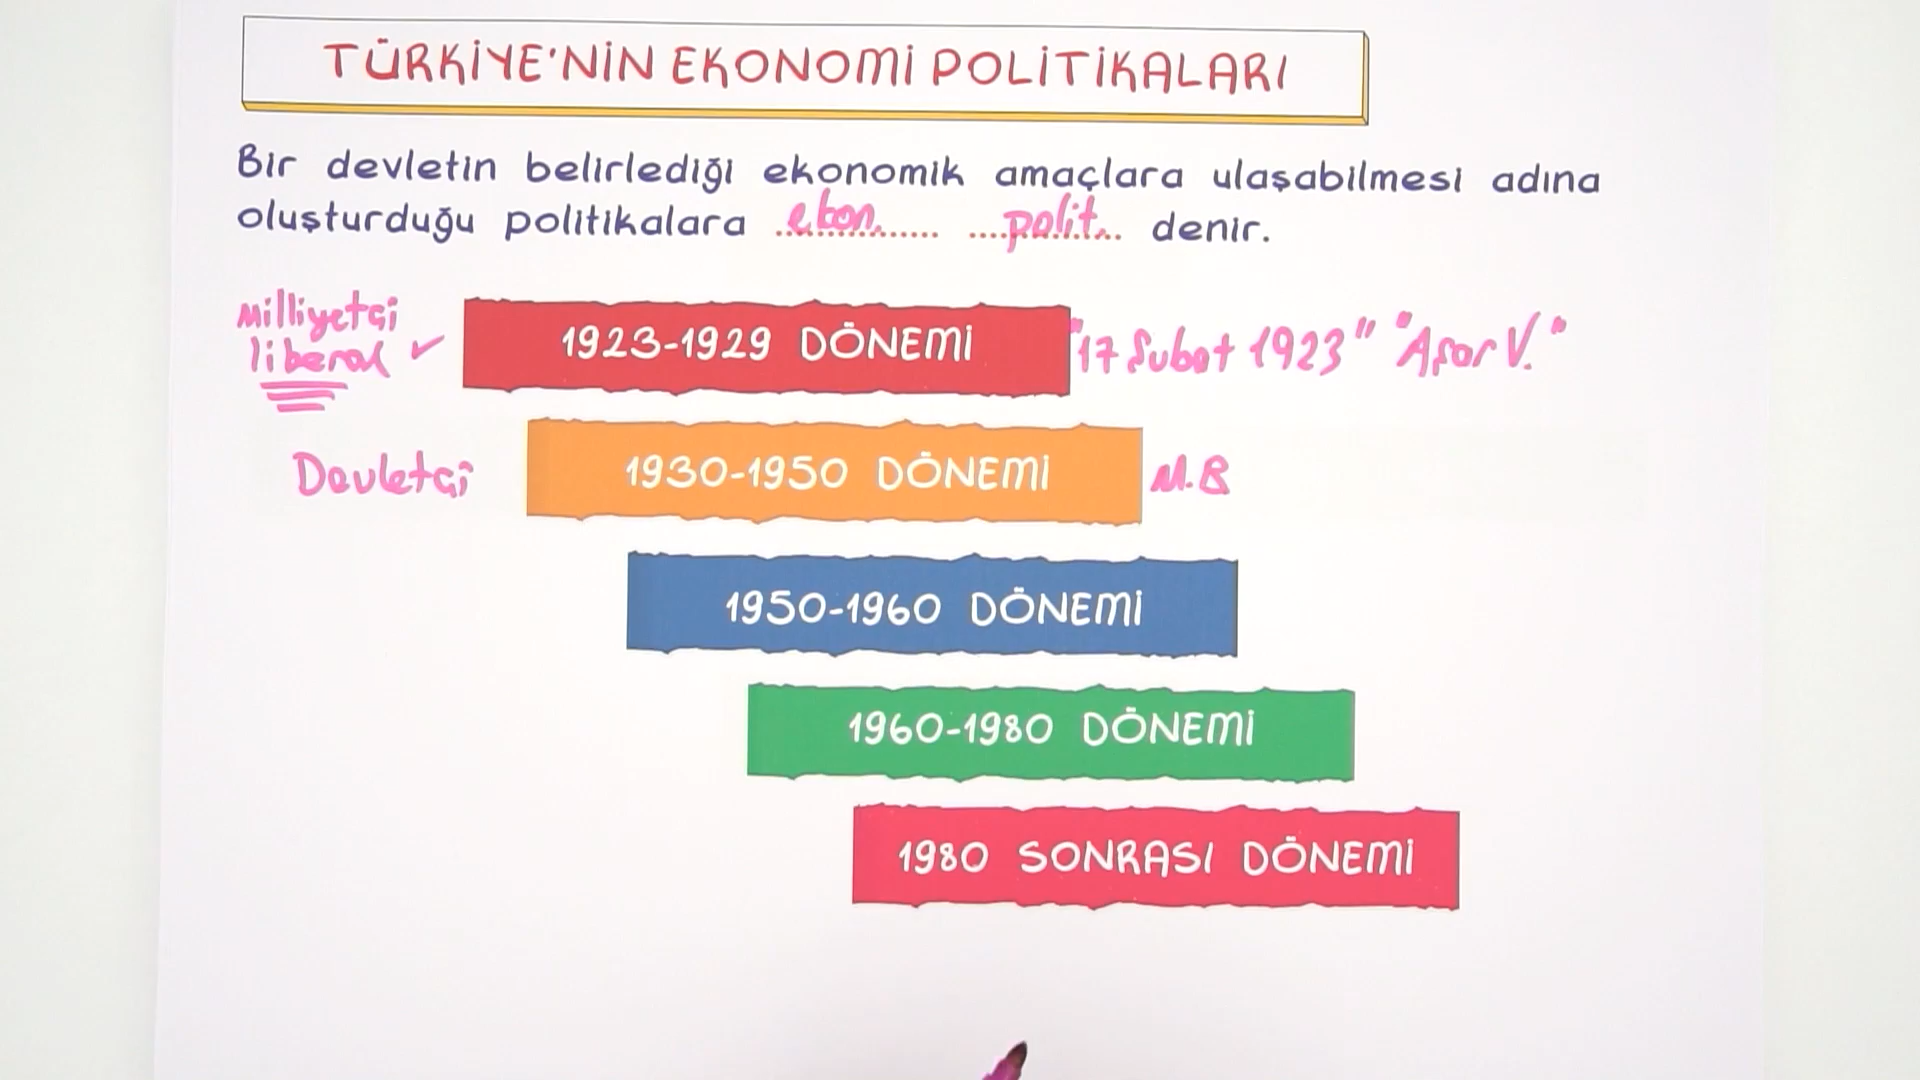 TÜRKİYE'NİN EKONOMİ POLİTİKALARI
Bir devletin belirlediği ekonomik amaçlara ulaşabilmesi adına
oluşturduğu politikalara ekon. polit. denir.
Milliyetçi
liberal ✓
1923-1929 DÖNEMİ
"17 Şubat 1923" "Aşar V."
Devletçi
1930-1950 DÖNEMİ
M.B
1950-1960 DÖNEMİ
1960-1980 DÖNEMİ
1980 SONRASI DÖNEMİ